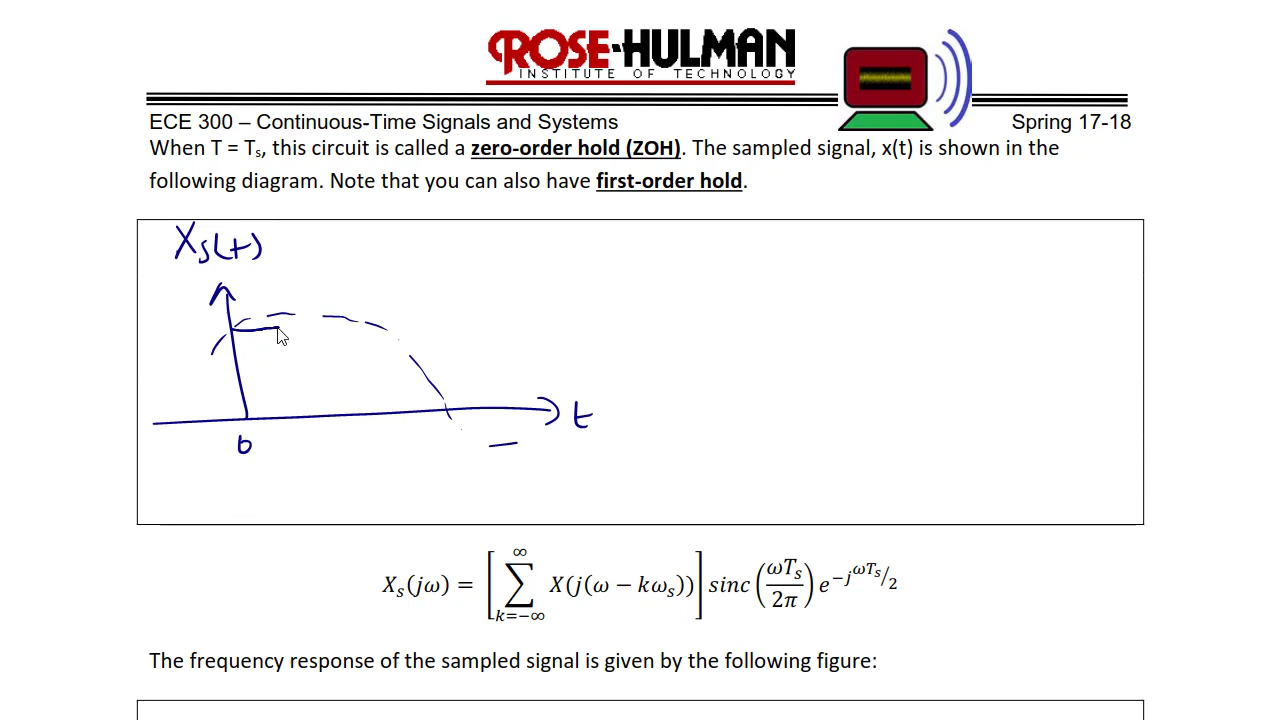 ROSE-HULMAN
INSTITUTE OF TECHNOLOGY
ECE 300 – Continuous-Time Signals and Systems Spring 17-18
When T = Tₛ, this circuit is called a zero-order hold (ZOH). The sampled signal, x(t) is shown in the
following diagram. Note that you can also have first-order hold.
Xₛ(t)
t
0
Xₛ(jω) = [∑_{k=−∞}^{∞} X(j(ω − kωₛ))] sinc(ωTₛ/2π) e^{−jωTₛ/2}
The frequency response of the sampled signal is given by the following figure: